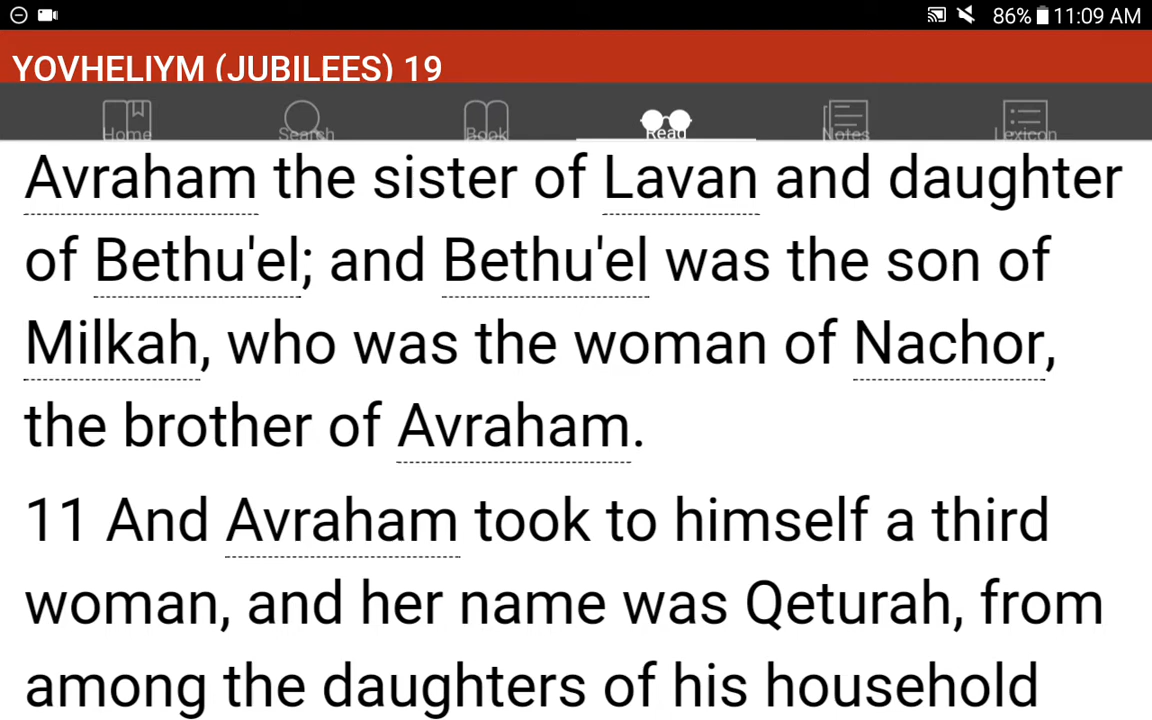 86% 11:09 AM
YOVHELIYM (JUBILEES) 19
Home Search Book Read Notes Lexicon
Avraham the sister of Lavan and daughter
of Bethu'el; and Bethu'el was the son of
Milkah, who was the woman of Nachor,
the brother of Avraham.
11 And Avraham took to himself a third
woman, and her name was Qeturah, from
among the daughters of his household